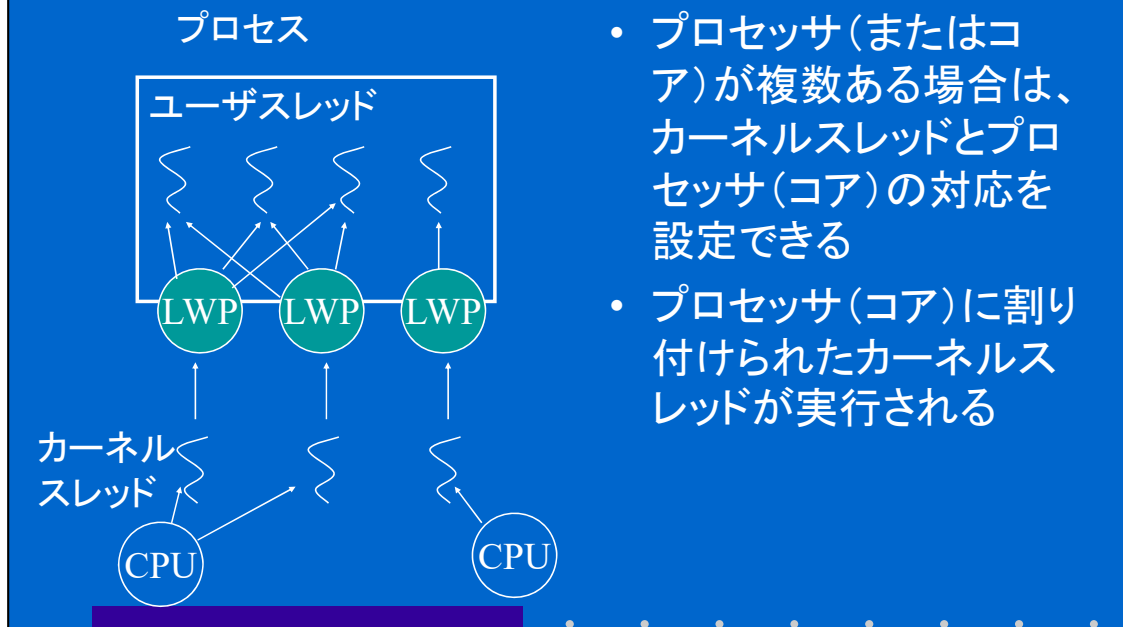 プロセス
ユーザスレッド
LWP
LWP
LWP
カーネル
スレッド
CPU
CPU
• プロセッサ（またはコ
ア）が複数ある場合は、
カーネルスレッドとプロ
セッサ（コア）の対応を
設定できる
• プロセッサ（コア）に割り
付けられたカーネルス
レッドが実行される